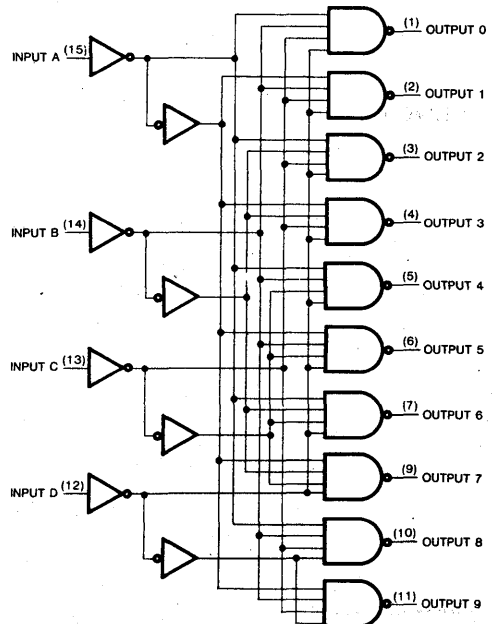 (1) OUTPUT 0
INPUT A (15)
(2) OUTPUT 1
(3) OUTPUT 2
(4) OUTPUT 3
INPUT B (14)
(5) OUTPUT 4
(6) OUTPUT 5
INPUT C (13)
(7) OUTPUT 6
(9) OUTPUT 7
INPUT D (12)
(10) OUTPUT 8
(11) OUTPUT 9